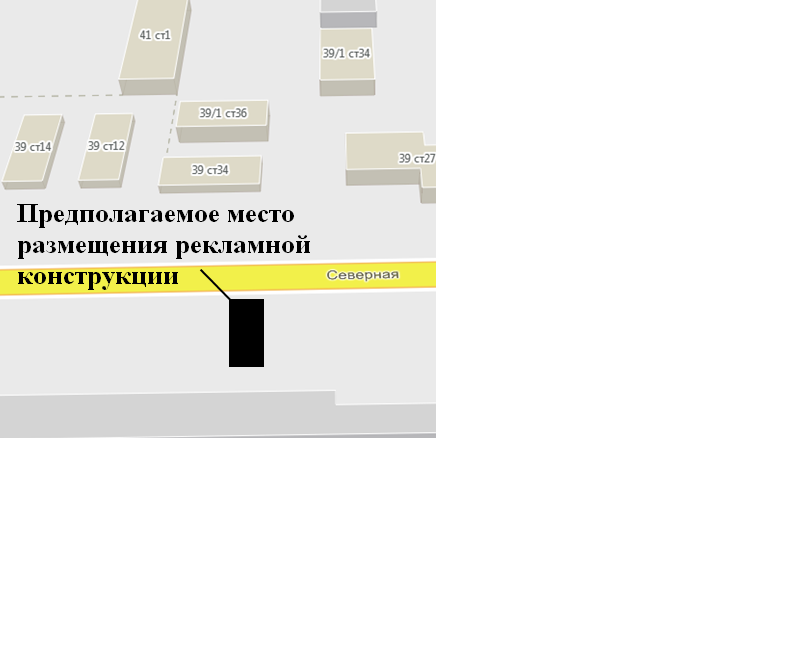 41 ст1
39/1 ст34
39/1 ст36
39 ст14
39 ст12
39 ст27
39 ст34
Предполагаемое место
размещения рекламной
конструкции
Северная